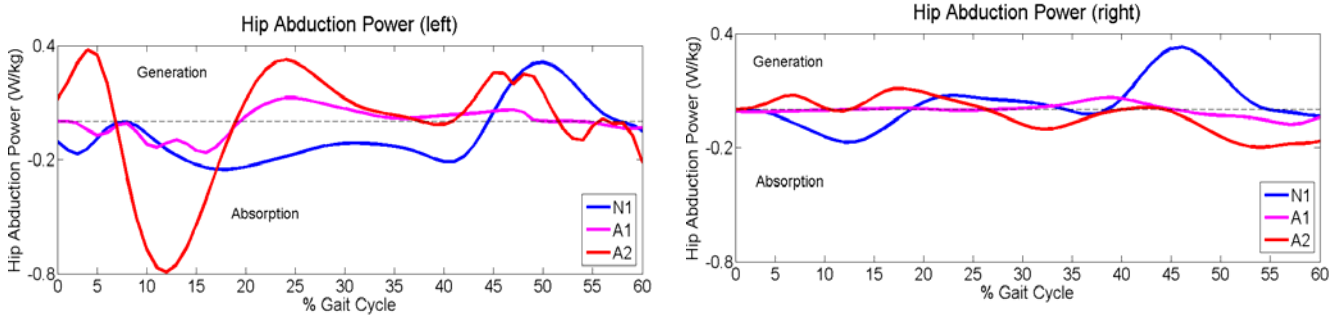 Hip Abduction Power (left)
Hip Abduction Power (W/kg)
0.4
-0.2
-0.8
Generation
Absorption
N1
A1
A2
0 5 10 15 20 25 30 35 40 45 50 55 60
% Gait Cycle
Hip Abduction Power (right)
Hip Abduction Power (W/kg)
0.4
-0.2
-0.8
Generation
Absorption
N1
A1
A2
0 5 10 15 20 25 30 35 40 45 50 55 60
% Gait Cycle